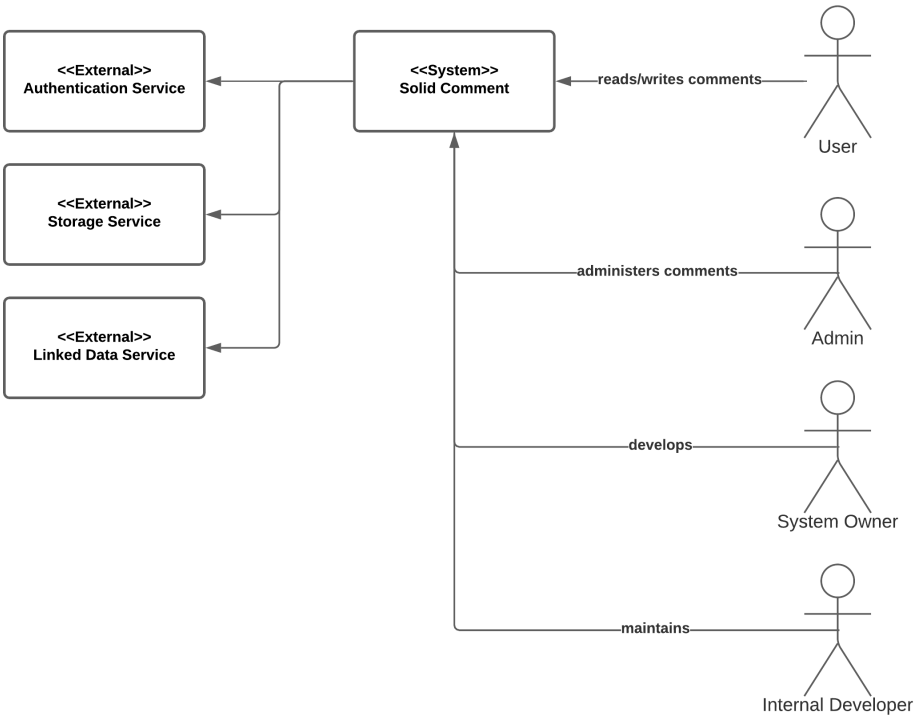 <<External>>
Authentication Service
<<System>>
Solid Comment
reads/writes comments
User
<<External>>
Storage Service
administers comments
Admin
<<External>>
Linked Data Service
develops
System Owner
maintains
Internal Developer